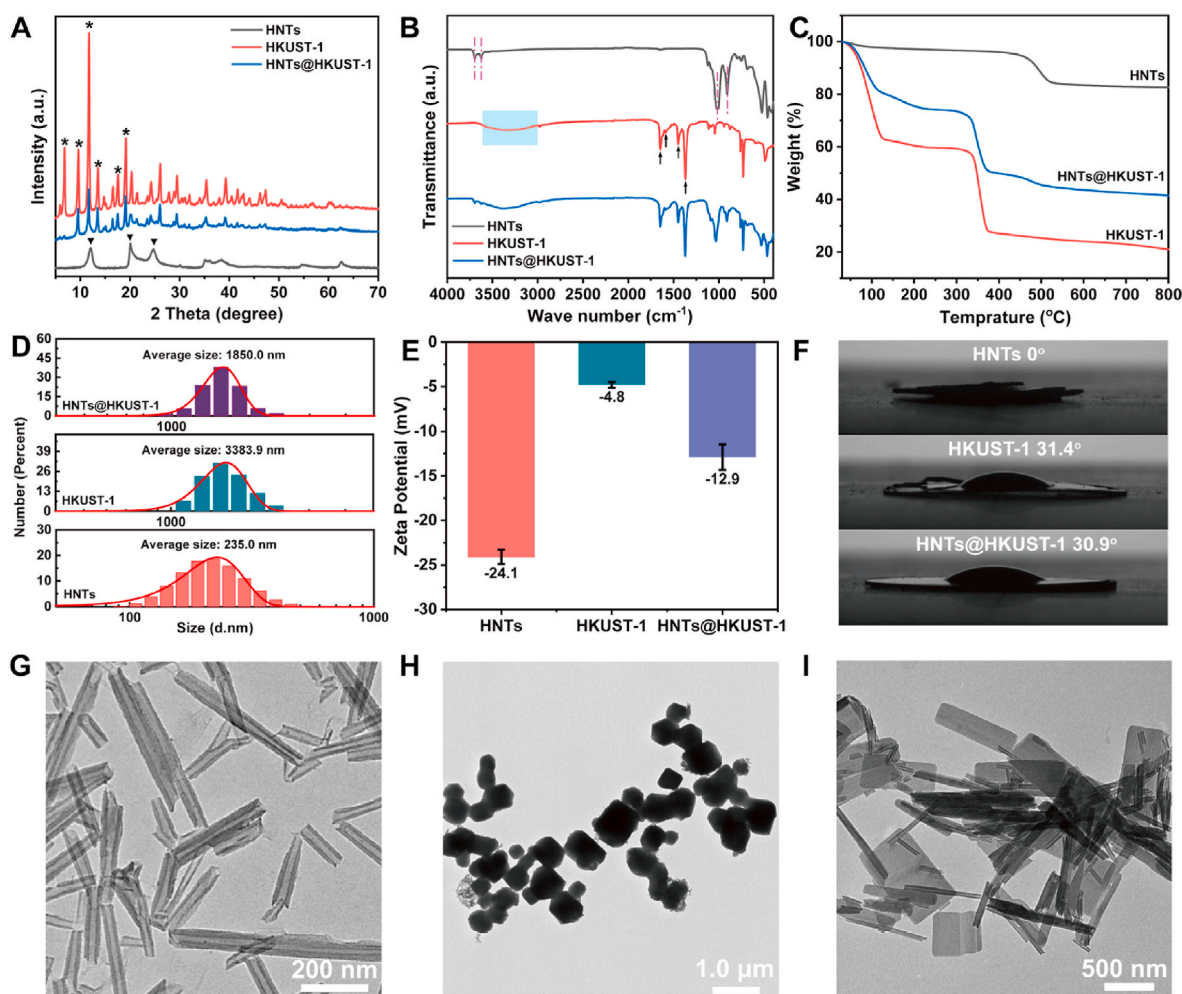 A
* HNTs
HKUST-1
HNTs@HKUST-1
* * * * * *
Intensity (a.u.)
10 20 30 40 50 60 70
2 Theta (degree)
B
Transmittance (a.u.)
HNTs
HKUST-1
HNTs@HKUST-1
4000 3500 3000 2500 2000 1500 1000 500
Wave number (cm⁻¹)
C
100
80
60
40
20
Weight (%)
HNTs
HNTs@HKUST-1
HKUST-1
100 200 300 400 500 600 700 800
Temprature (°C)
D
60
45
30
15
0
Average size: 1850.0 nm
HNTs@HKUST-1
1000
39
26
13
0
Average size: 3383.9 nm
HKUST-1
1000
30
20
10
0
Average size: 235.0 nm
HNTs
100 1000
Number (Percent)
Size (d.nm)
E
0
-5
-10
-15
-20
-25
-30
Zeta Potential (mV)
-24.1
-4.8
-12.9
HNTs HKUST-1 HNTs@HKUST-1
F
HNTs 0°
HKUST-1 31.4°
HNTs@HKUST-1 30.9°
G
200 nm
H
1.0 μm
I
500 nm